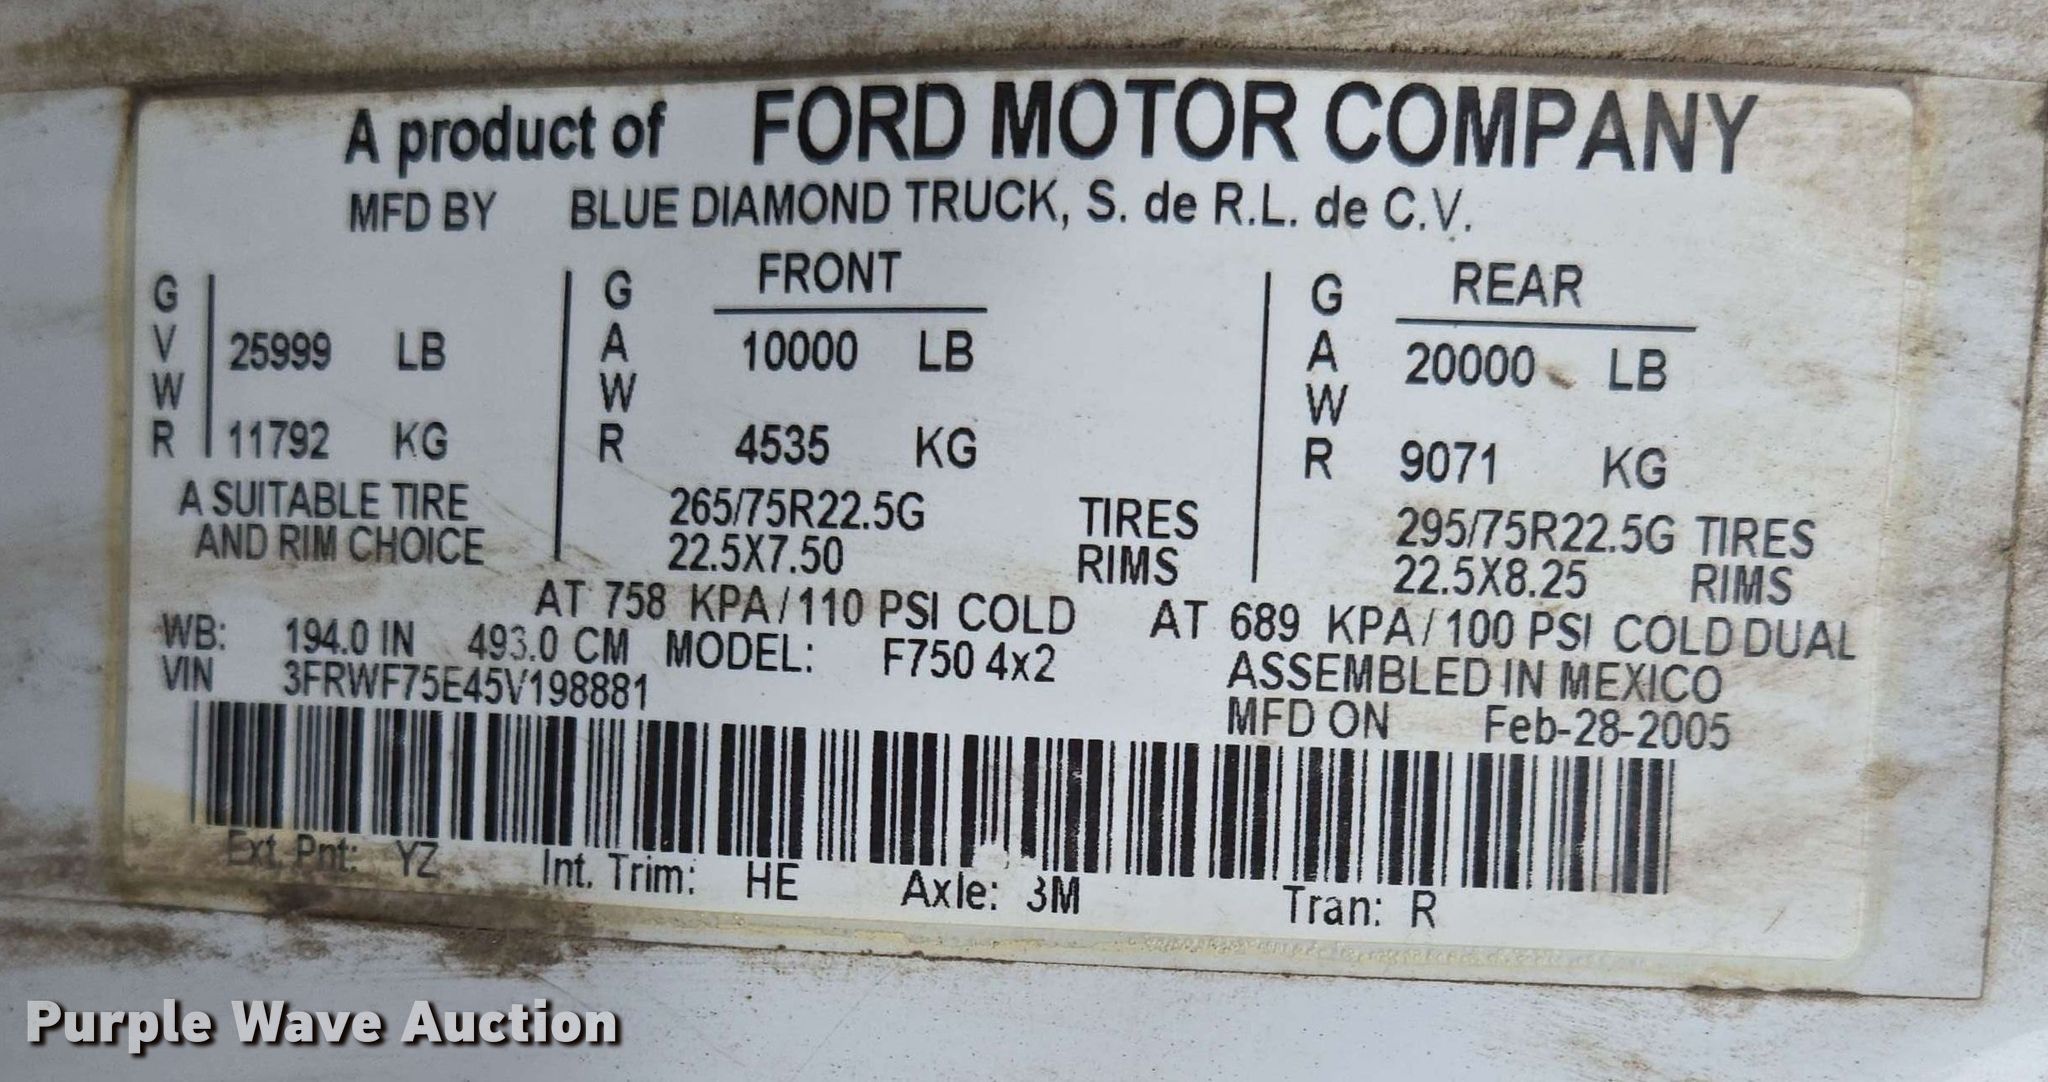 A product of FORD MOTOR COMPANY
MFD BY BLUE DIAMOND TRUCK, S. de R.L. de C.V.
GVWR 25999 LB 11792 KG
A SUITABLE TIRE
AND RIM CHOICE
GAWR FRONT
10000 LB
4535 KG
265/75R22.5G TIRES
22.5X7.50 RIMS
AT 758 KPA/110 PSI COLD
GAWR REAR
20000 LB
9071 KG
295/75R22.5G TIRES
22.5X8.25 RIMS
AT 689 KPA/100 PSI COLD DUAL
WB: 194.0 IN 493.0 CM MODEL: F750 4x2
ASSEMBLED IN MEXICO
VIN 3FRWF75E45V198881
MFD ON Feb-28-2005
Ext. Pnt: YZ Int. Trim: HE Axle: 3M Tran: R
Purple Wave Auction